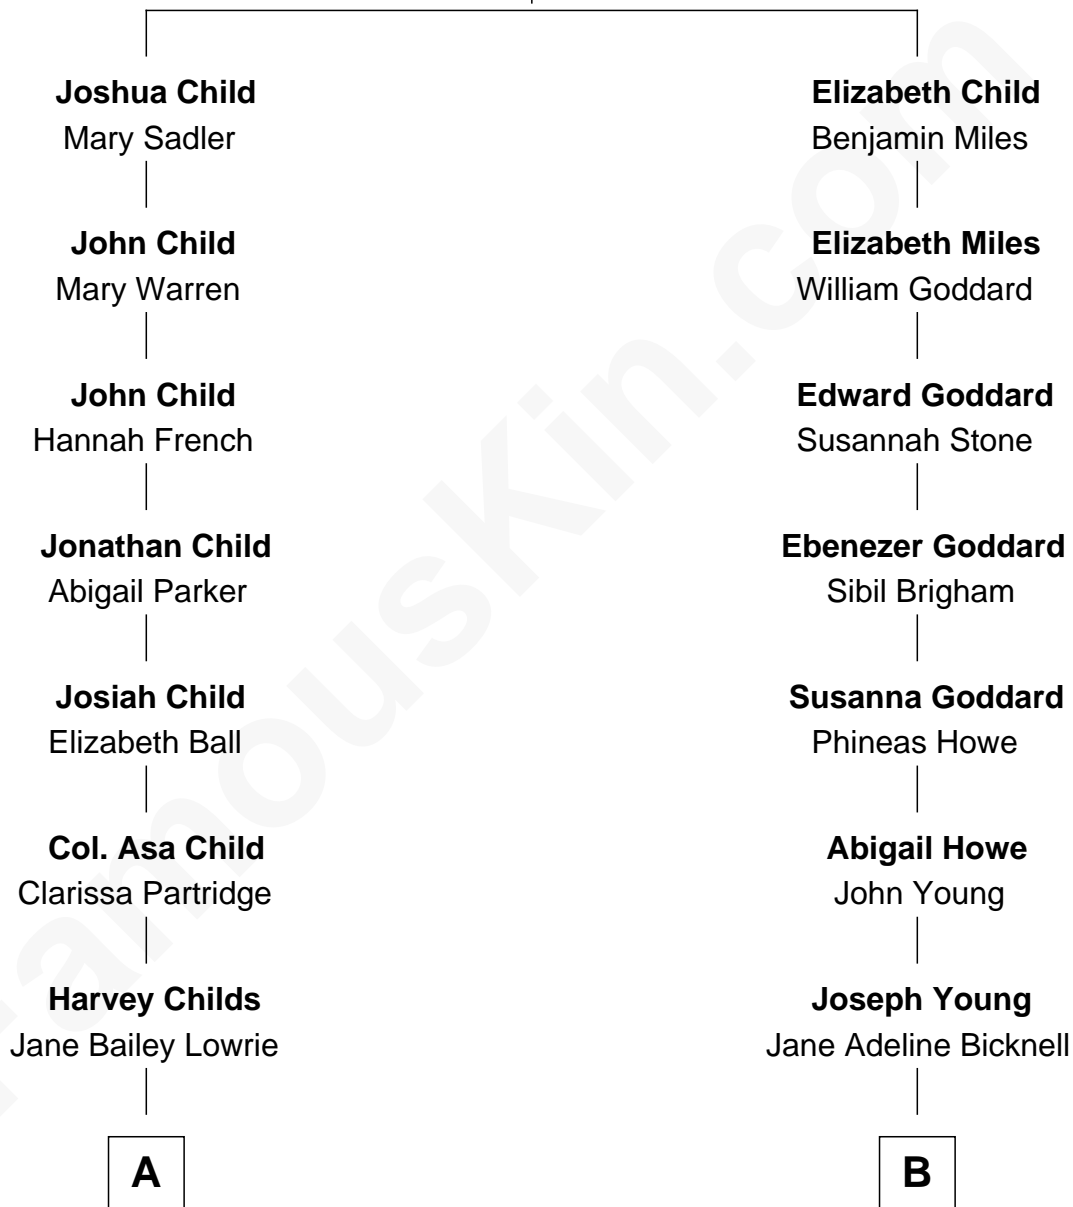 Joshua Child
Mary Sadler
John Child
Mary Warren
John Child
Hannah French
Jonathan Child
Abigail Parker
Josiah Child
Elizabeth Ball
Col. Asa Child
Clarissa Partridge
Harvey Childs
Jane Bailey Lowrie
A
Elizabeth Child
Benjamin Miles
Elizabeth Miles
William Goddard
Edward Goddard
Susannah Stone
Ebenezer Goddard
Sibil Brigham
Susanna Goddard
Phineas Howe
Abigail Howe
John Young
Joseph Young
Jane Adeline Bicknell
B
FamousKin.com